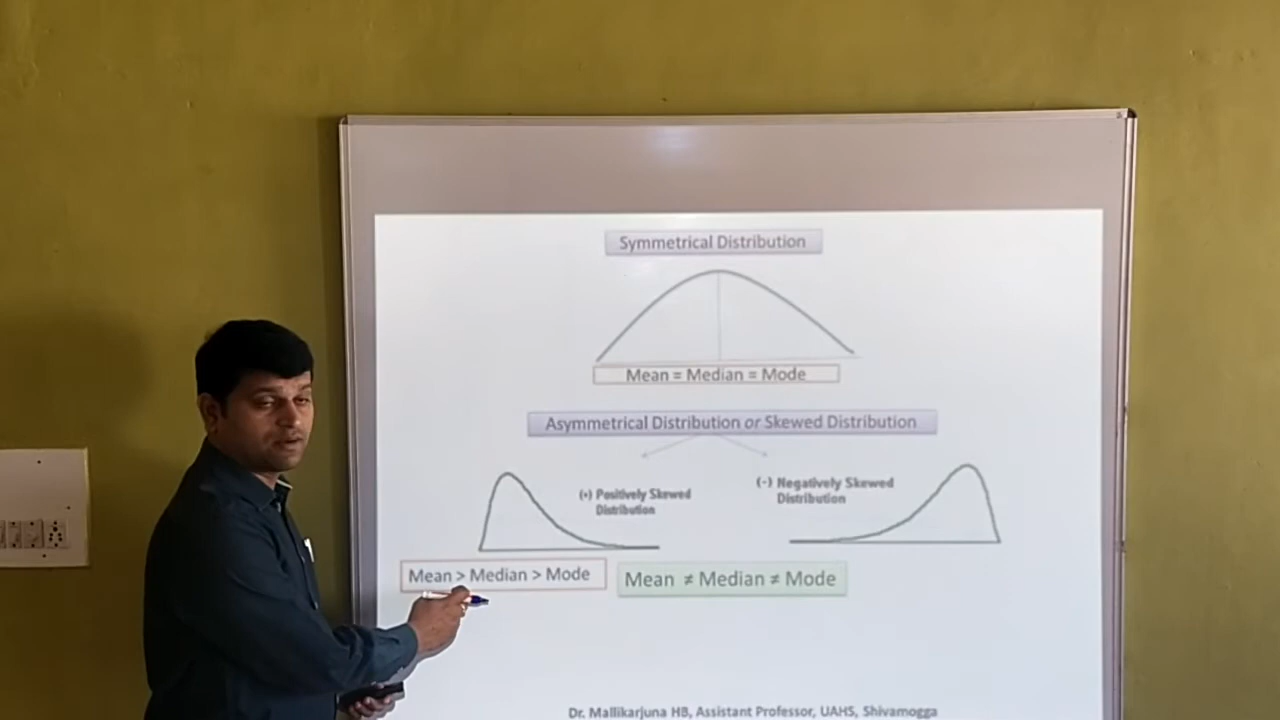 Symmetrical Distribution
Mean = Median = Mode
Asymmetrical Distribution or Skewed Distribution
(+) Positively Skewed
Distribution
(-) Negatively Skewed
Distribution
Mean > Median > Mode
Mean ≠ Median ≠ Mode
Dr. Mallikarjuna HB, Assistant Professor, UAHS, Shivamogga